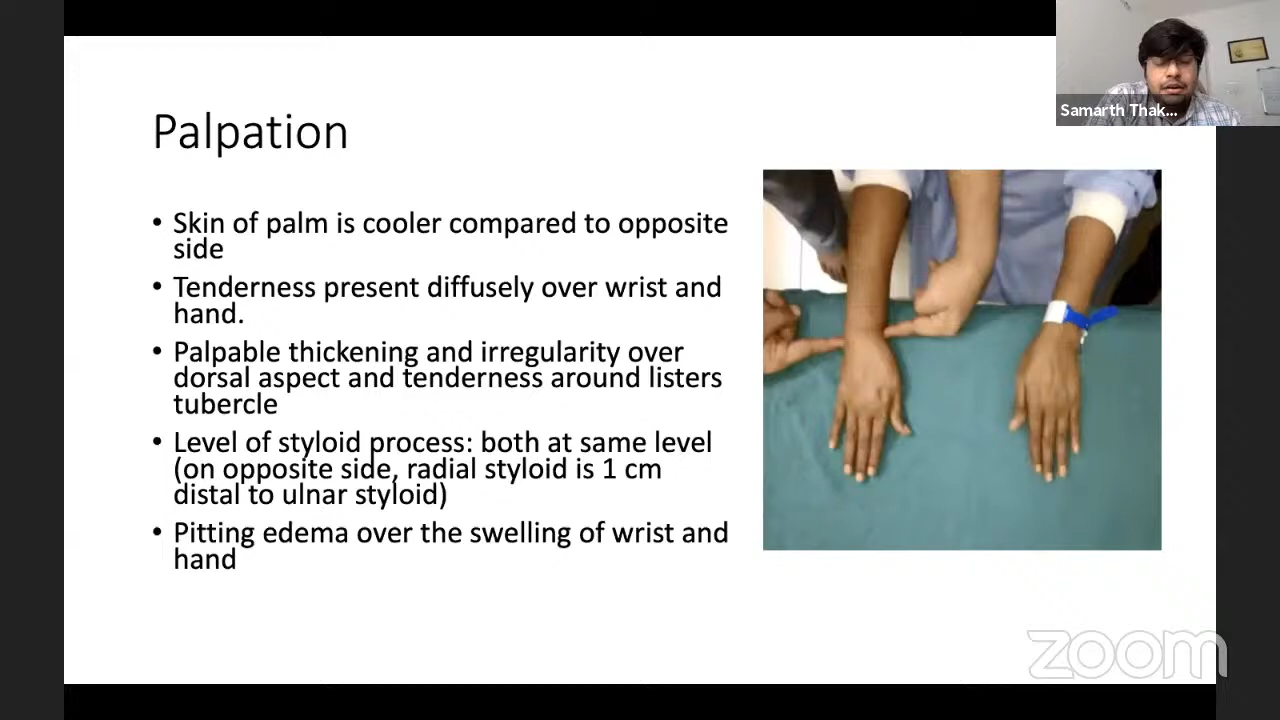 Samarth Thak...
Palpation
• Skin of palm is cooler compared to opposite
side
• Tenderness present diffusely over wrist and
hand.
• Palpable thickening and irregularity over
dorsal aspect and tenderness around listers
tubercle
• Level of styloid process: both at same level
(on opposite side, radial styloid is 1 cm
distal to ulnar styloid)
• Pitting edema over the swelling of wrist and
hand
zoom